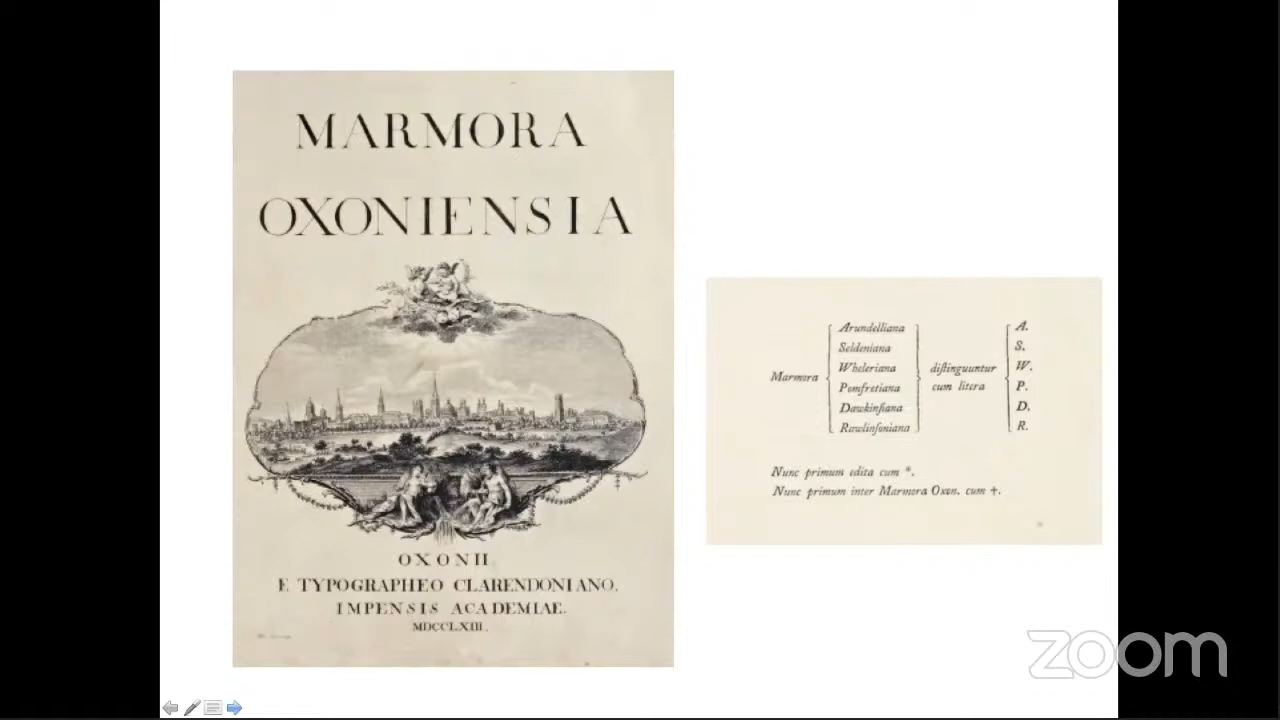 MARMORA
OXONIENSIA
OXONII
E TYPOGRAPHEO CLARENDONIANO.
IMPENSIS ACADEMIAE.
MDCCLXIII.
Marmora
Arundelliana
Seldeniana
Wheleriana
Pomfretiana
Dawkinſiana
Rawlinſoniana
diſtinguuntur
cum litera
A.
S.
W.
P.
D.
R.
Nunc primum edita cum *.
Nunc primum inter Marmora Oxon. cum +.
zoom